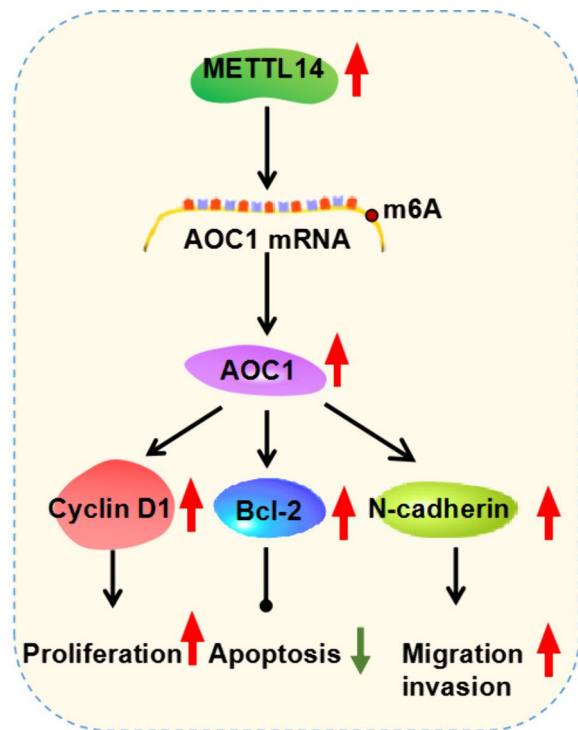 METTL14
m6A
AOC1 mRNA
AOC1
Cyclin D1
Bcl-2
N-cadherin
Proliferation
Apoptosis
Migration
invasion